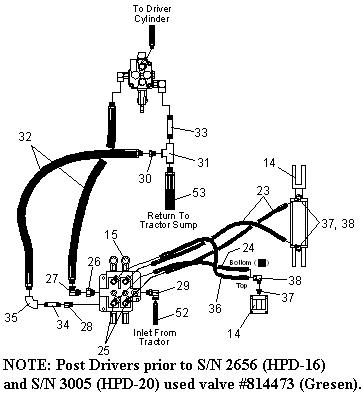 To Driver
Cylinder
32
33
14
30
31
23
53
37, 38
Return To
Tractor Sump
15
24
26
27
Bottom
29
38
Top
37
36
35
34
28
52
14
25
Inlet From
Tractor
NOTE: Post Drivers prior to S/N 2656 (HPD-16)
and S/N 3005 (HPD-20) used valve #814473 (Gresen).